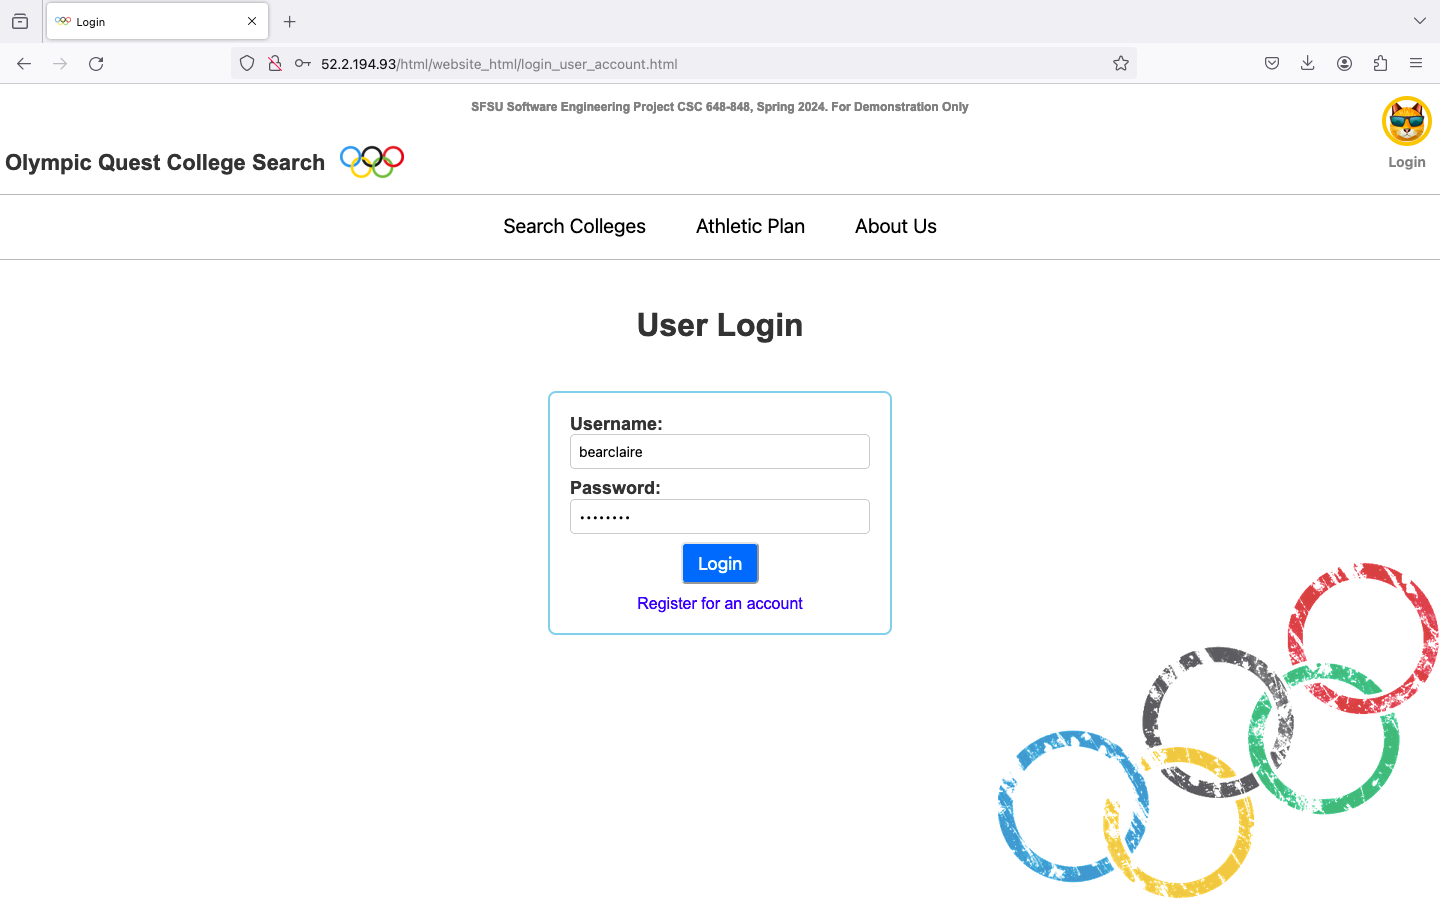 Login
52.2.194.93/html/website_html/login_user_account.html
SFSU Software Engineering Project CSC 648-848, Spring 2024. For Demonstration Only
Olympic Quest College Search
Login
Search Colleges Athletic Plan About Us
User Login
Username:
bearclaire
Password:
••••••••
Login
Register for an account